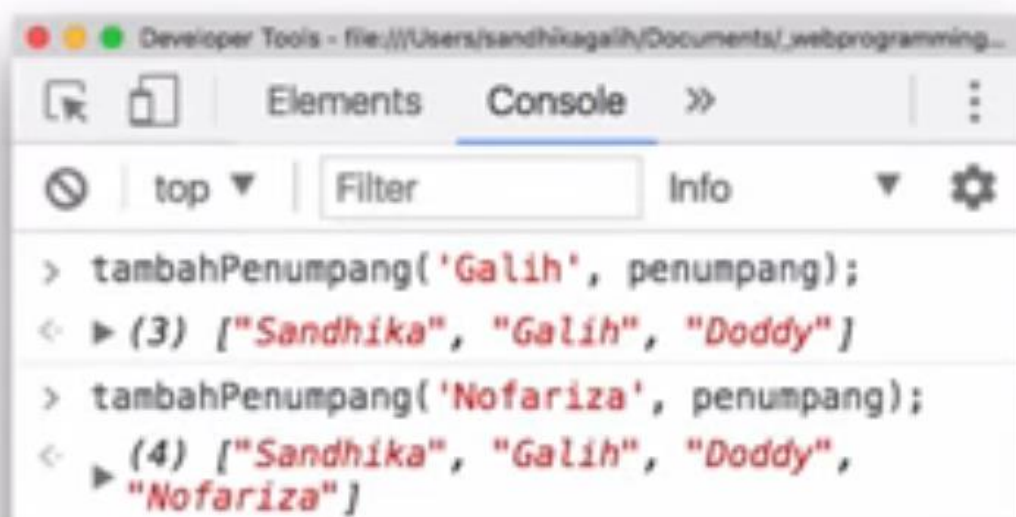 Developer Tools - file:///Users/sandhikagalih/Documents/_webprogramming...
Elements Console »
top ▼ Filter Info ▼
> tambahPenumpang('Galih', penumpang);
<· ▶ (3) ["Sandhika", "Galih", "Doddy"]
> tambahPenumpang('Nofariza', penumpang);
<· ▶ (4) ["Sandhika", "Galih", "Doddy",
"Nofariza"]